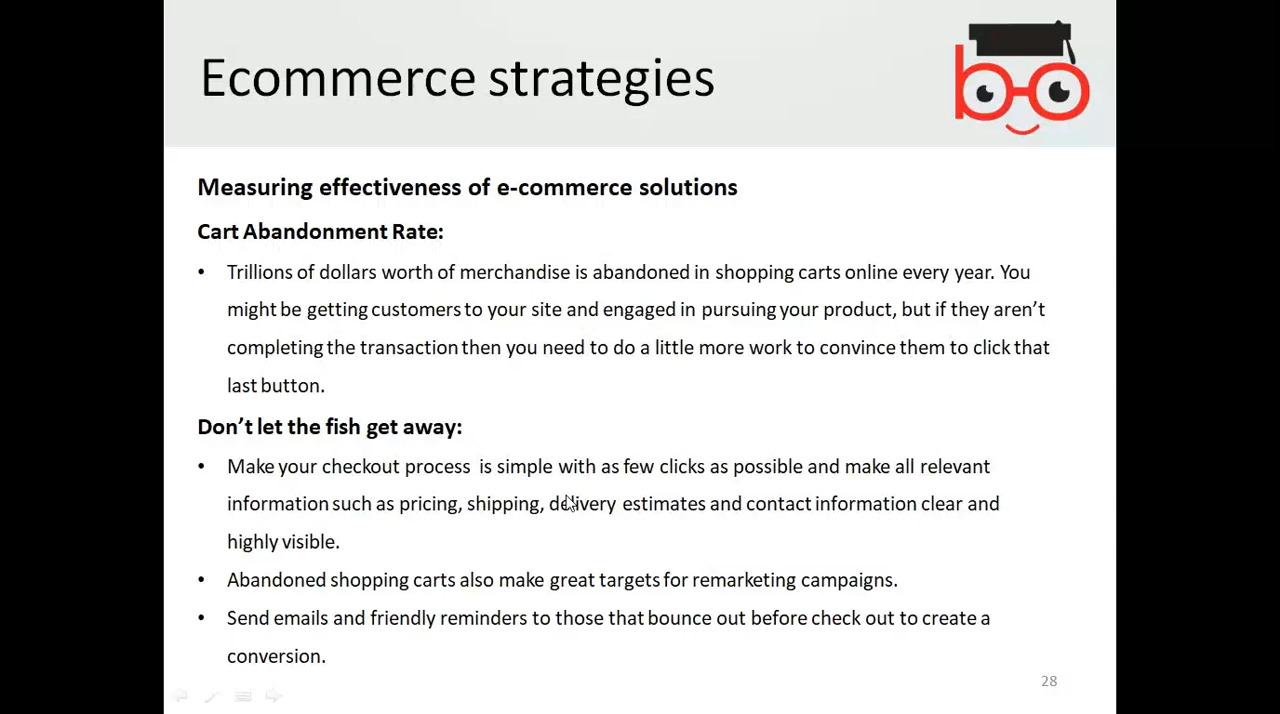 Ecommerce strategies
Measuring effectiveness of e-commerce solutions
Cart Abandonment Rate:
• Trillions of dollars worth of merchandise is abandoned in shopping carts online every year. You
might be getting customers to your site and engaged in pursuing your product, but if they aren’t
completing the transaction then you need to do a little more work to convince them to click that
last button.
Don’t let the fish get away:
• Make your checkout process is simple with as few clicks as possible and make all relevant
information such as pricing, shipping, delivery estimates and contact information clear and
highly visible.
• Abandoned shopping carts also make great targets for remarketing campaigns.
• Send emails and friendly reminders to those that bounce out before check out to create a
conversion.
28